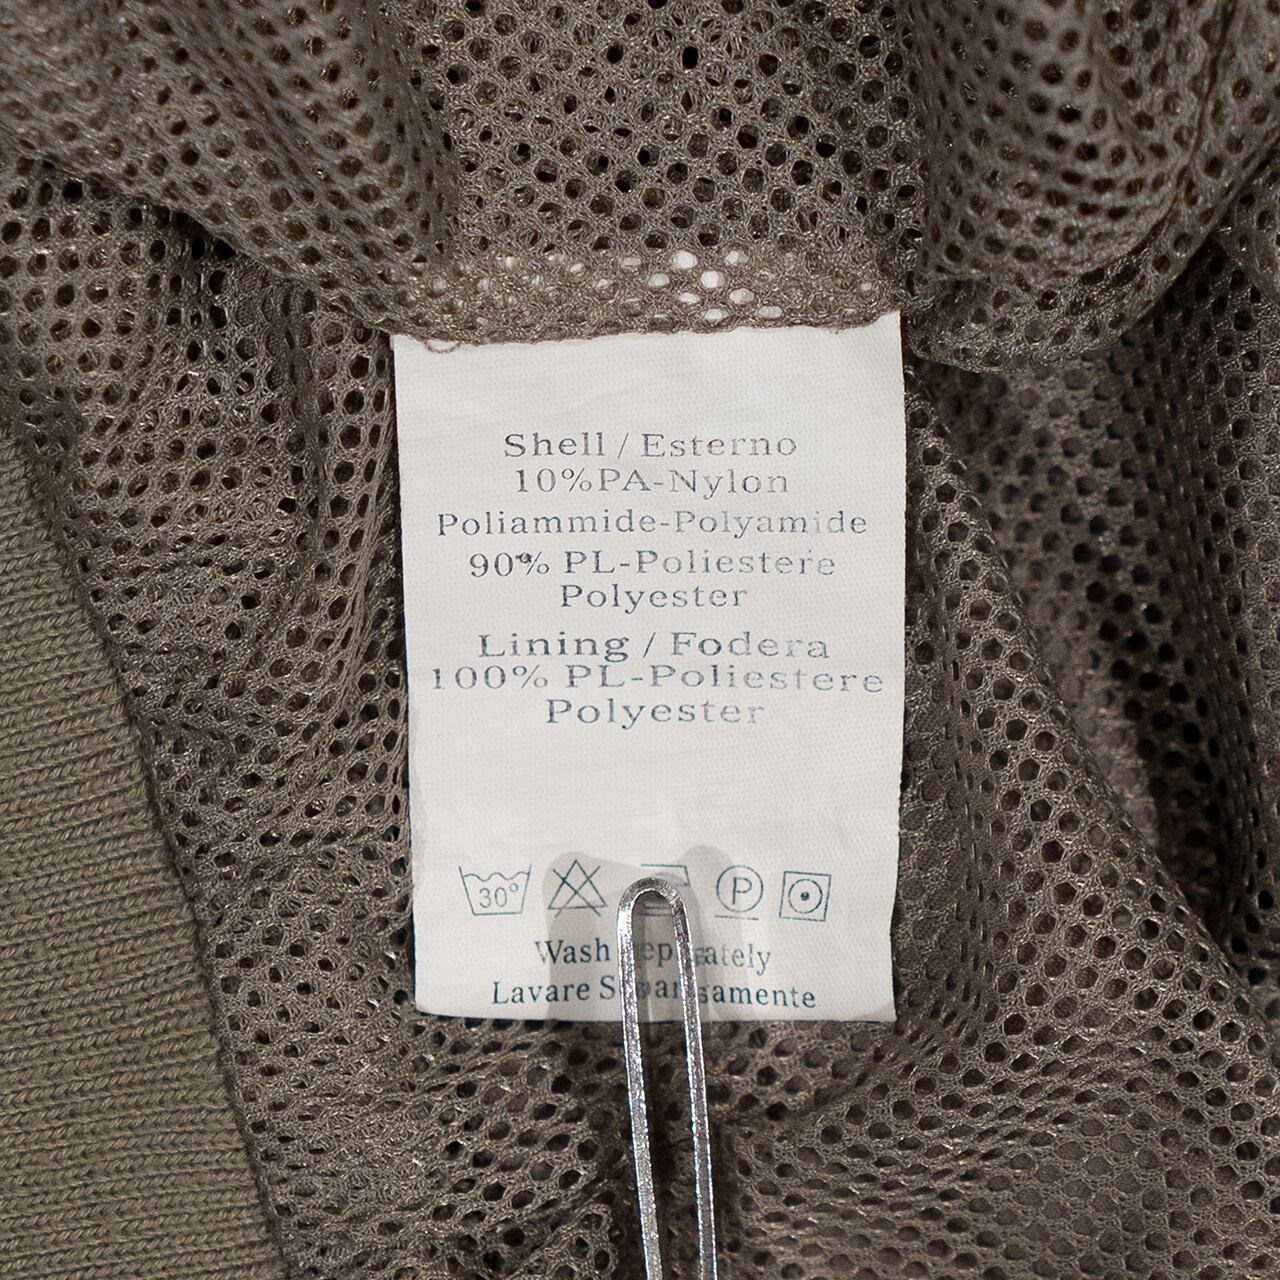 Shell / Esterno
10%PA-Nylon
Poliammide-Polyamide
90% PL-Poliestere
Polyester
Lining / Fodera
100% PL-Poliestere
Polyester
30° P
Wash
Lavare